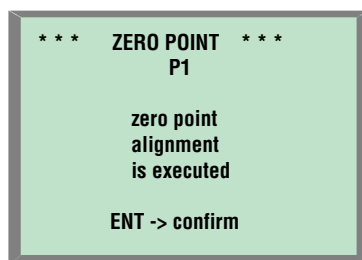 * * * ZERO POINT * * *
P1
zero point
alignment
is executed
ENT -> confirm